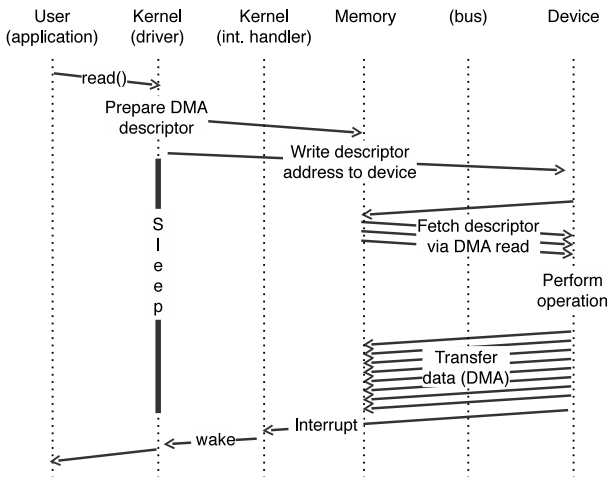 User Kernel Kernel Memory (bus) Device
(application) (driver) (int. handler)
read()
Prepare DMA
descriptor
Write descriptor
address to device
Sleep
Fetch descriptor
via DMA read
Perform
operation
Transfer
data (DMA)
Interrupt
wake